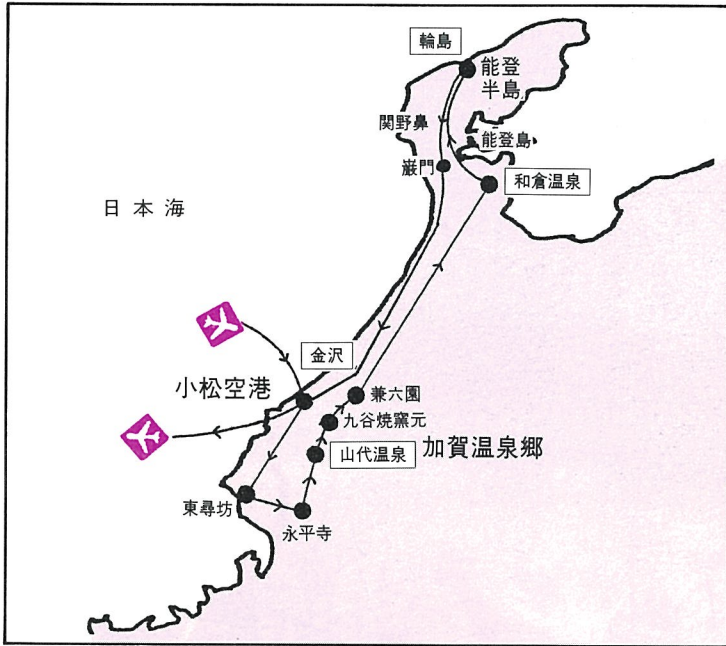 輪島
能登
半島
関野鼻
能登島
巌門
和倉温泉
日本海
金沢
小松空港
兼六園
九谷焼窯元
山代温泉
加賀温泉郷
東尋坊
永平寺